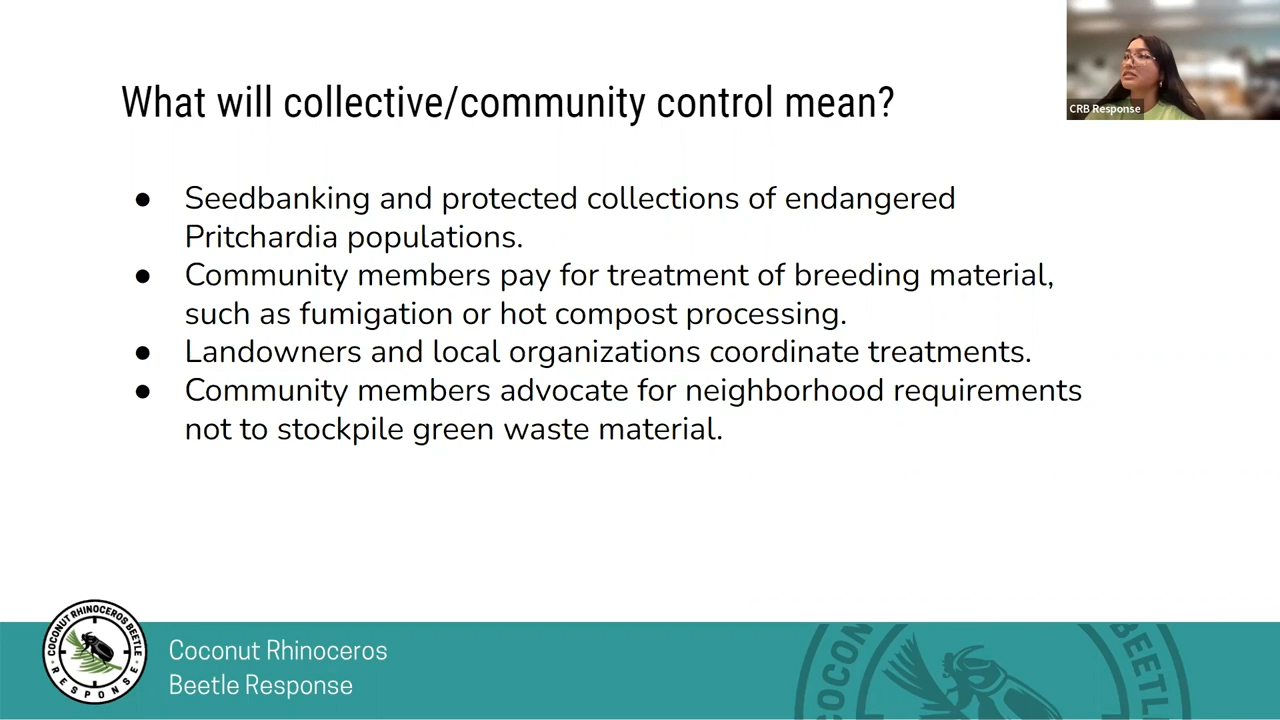 What will collective/community control mean?
CRB Response
● Seedbanking and protected collections of endangered
Pritchardia populations.
● Community members pay for treatment of breeding material,
such as fumigation or hot compost processing.
● Landowners and local organizations coordinate treatments.
● Community members advocate for neighborhood requirements
not to stockpile green waste material.
COCONUT RHINOCEROS BEETLE
RESPONSE
Coconut Rhinoceros
Beetle Response
COCON
BEETL